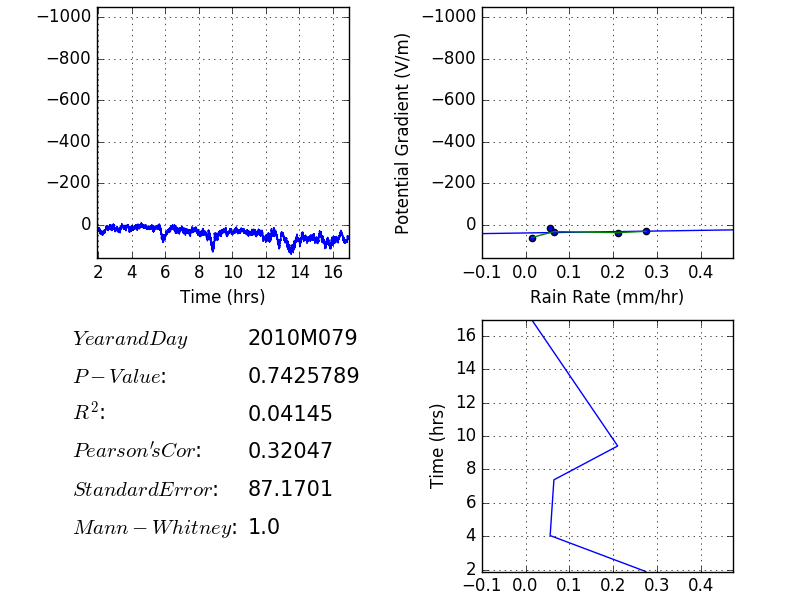 −1000
−800
−600
−400
−200
0
2 4 6 8 10 12 14 16
Time (hrs)
Potential Gradient (V/m)
−1000
−800
−600
−400
−200
0
−0.1 0.0 0.1 0.2 0.3 0.4
Rain Rate (mm/hr)
YearandDay 2010M079
P−Value: 0.7425789
R²: 0.04145
Pearson'sCor: 0.32047
StandardError: 87.1701
Mann−Whitney: 1.0
Time (hrs)
16
14
12
10
8
6
4
2
−0.1 0.0 0.1 0.2 0.3 0.4